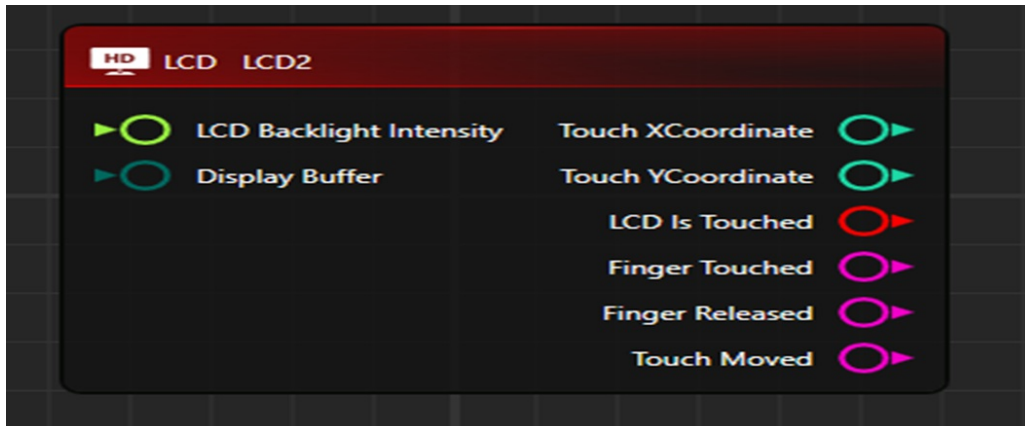 HD LCD LCD2
LCD Backlight Intensity Touch XCoordinate
Display Buffer Touch YCoordinate
LCD Is Touched
Finger Touched
Finger Released
Touch Moved